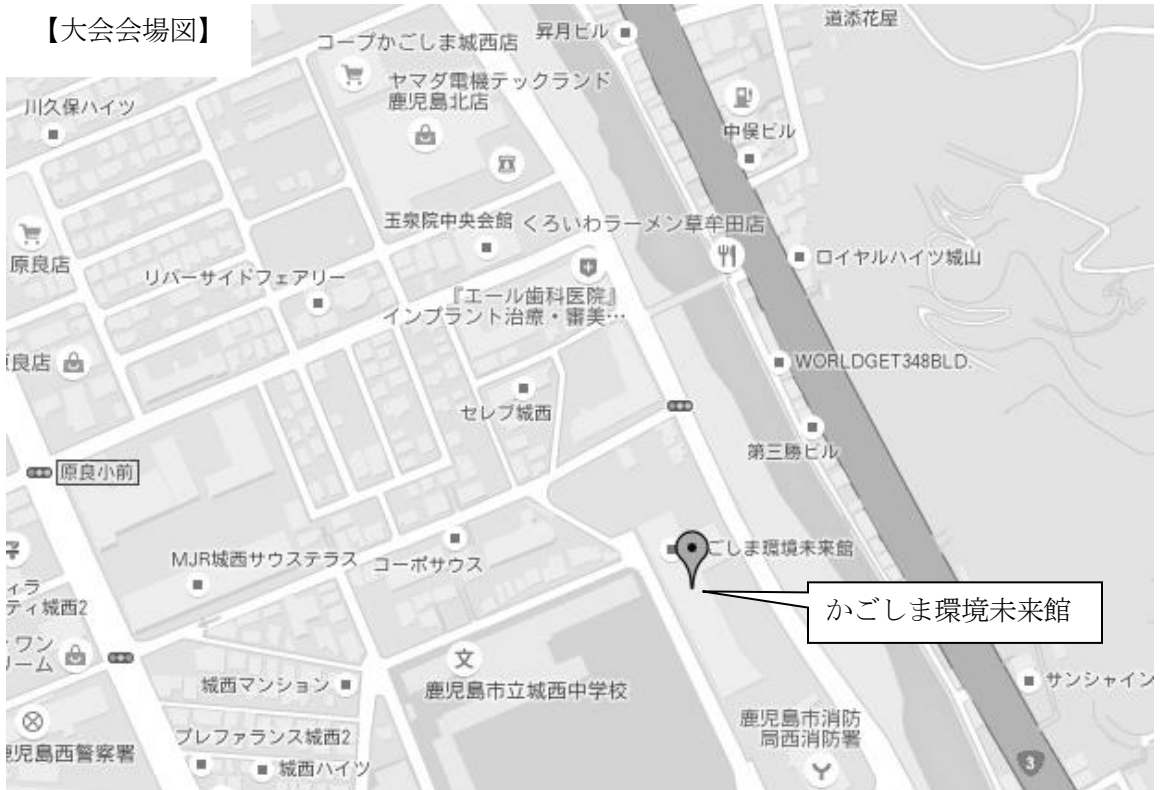 【大会会場図】
道添花屋
昇月ビル
コープかごしま城西店
ヤマダ電機テックランド
鹿児島北店
川久保ハイツ
中俣ビル
玉泉院中央会館
くろいわラーメン草牟田店
原良店
リバーサイドフェアリー
ロイヤルハイツ城山
『エール歯科医院』
インプラント治療・審美…
良店
WORLDGET348BLD.
セレブ城西
第三勝ビル
原良小前
MJR城西サウステラス
コーポサウス
ごしま環境未来館
かごしま環境未来館
ィラ
ティ城西2
ワン
リーム
文
城西マンション
鹿児島市立城西中学校
サンシャイン
鹿児島市消防
局西消防署
プレファランス城西2
児島西警察署
城西ハイツ
3